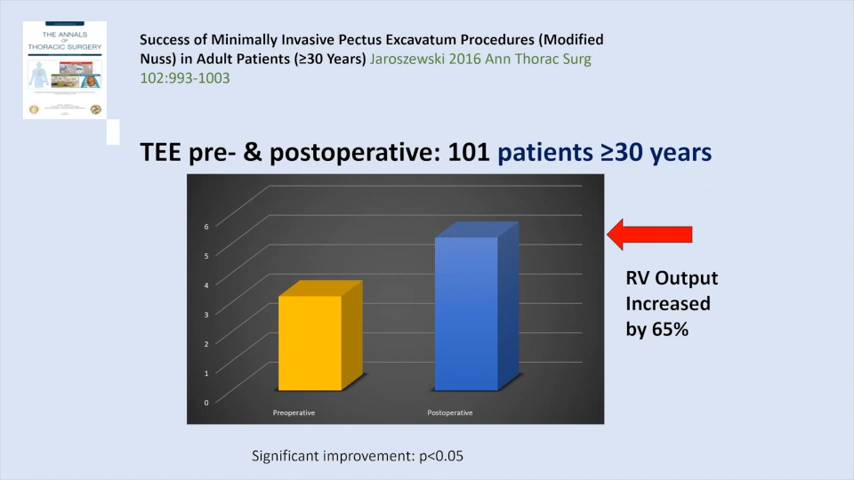 THE ANNALS
OF
THORACIC SURGERY
Success of Minimally Invasive Pectus Excavatum Procedures (Modified
Nuss) in Adult Patients (≥30 Years) Jaroszewski 2016 Ann Thorac Surg
102:993-1003
TEE pre- & postoperative: 101 patients ≥30 years
6
5
4
3
2
1
0
Preoperative
Postoperative
RV Output
Increased
by 65%
Significant improvement: p<0.05